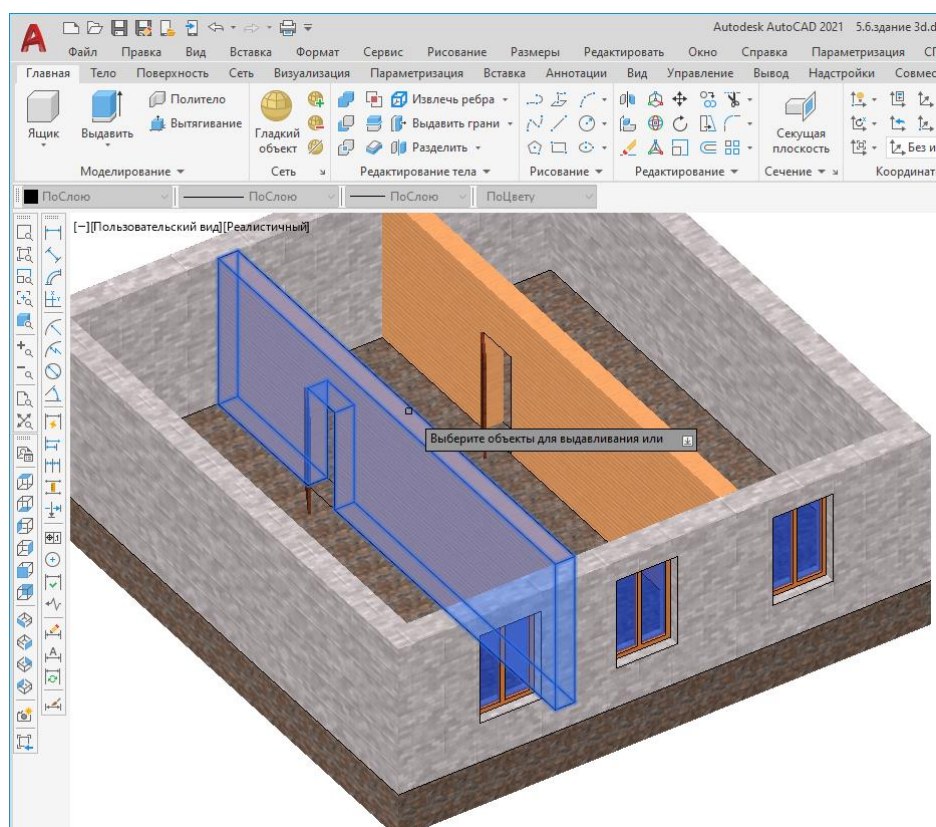 Autodesk AutoCAD 2021 5.6.здание 3d.d
Файл Правка Вид Вставка Формат Сервис Рисование Размеры Редактировать Окно Справка Параметризация
Главная Тело Поверхность Сеть Визуализация Параметризация Вставка Аннотации Вид Управление Вывод Надстройки Совмес
Политело Извлечь ребра
Вытягивание Выдавить грани
Ящик Выдавить Гладкий Разделить Секущая
объект плоскость Без и
Моделирование Сеть Редактирование тела Рисование Редактирование Сечение Координат
ПоСлою ПоСлою ПоСлою ПоЦвету
[−][Пользовательский вид][Реалистичный]
Выберите объекты для выдавливания или